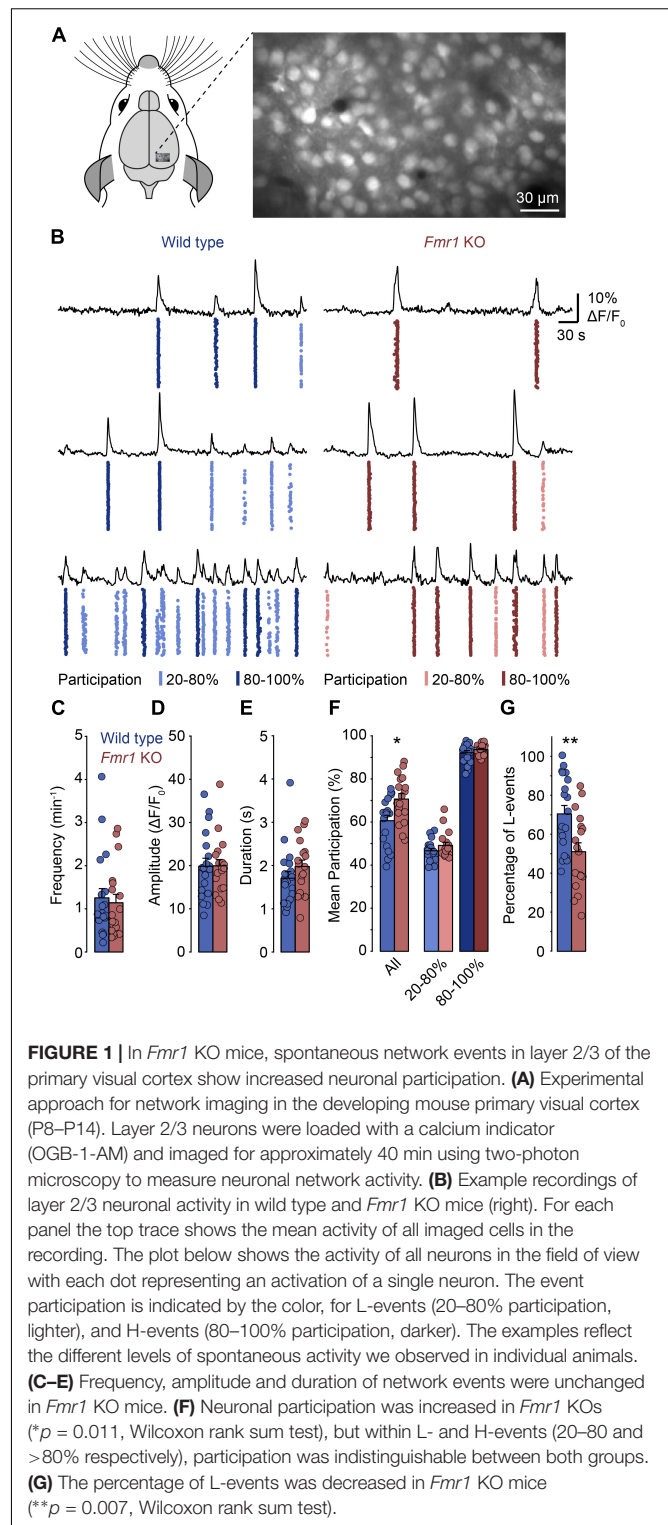 A
30 µm
B
Wild type
Fmr1 KO
10%
ΔF/F0
30 s
Participation 20-80% 80-100%
Participation 20-80% 80-100%
C D E F G
Wild type
Fmr1 KO
Frequency (min-1)
5
4
3
2
1
0
Amplitude (ΔF/F0)
50
40
30
20
10
0
Duration (s)
5
4
3
2
1
0
Mean Participation (%)
100
80
60
40
20
0
*
All
20-80%
80-100%
Percentage of L-events
100
80
60
40
20
0
**
FIGURE 1 | In Fmr1 KO mice, spontaneous network events in layer 2/3 of the
primary visual cortex show increased neuronal participation. (A) Experimental
approach for network imaging in the developing mouse primary visual cortex
(P8–P14). Layer 2/3 neurons were loaded with a calcium indicator
(OGB-1-AM) and imaged for approximately 40 min using two-photon
microscopy to measure neuronal network activity. (B) Example recordings of
layer 2/3 neuronal activity in wild type and Fmr1 KO mice (right). For each
panel the top trace shows the mean activity of all imaged cells in the
recording. The plot below shows the activity of all neurons in the field of view
with each dot representing an activation of a single neuron. The event
participation is indicated by the color, for L-events (20–80% participation,
lighter), and H-events (80–100% participation, darker). The examples reflect
the different levels of spontaneous activity we observed in individual animals.
(C–E) Frequency, amplitude and duration of network events were unchanged
in Fmr1 KO mice. (F) Neuronal participation was increased in Fmr1 KOs
(*p = 0.011, Wilcoxon rank sum test), but within L- and H-events (20–80 and
>80% respectively), participation was indistinguishable between both groups.
(G) The percentage of L-events was decreased in Fmr1 KO mice
(**p = 0.007, Wilcoxon rank sum test).